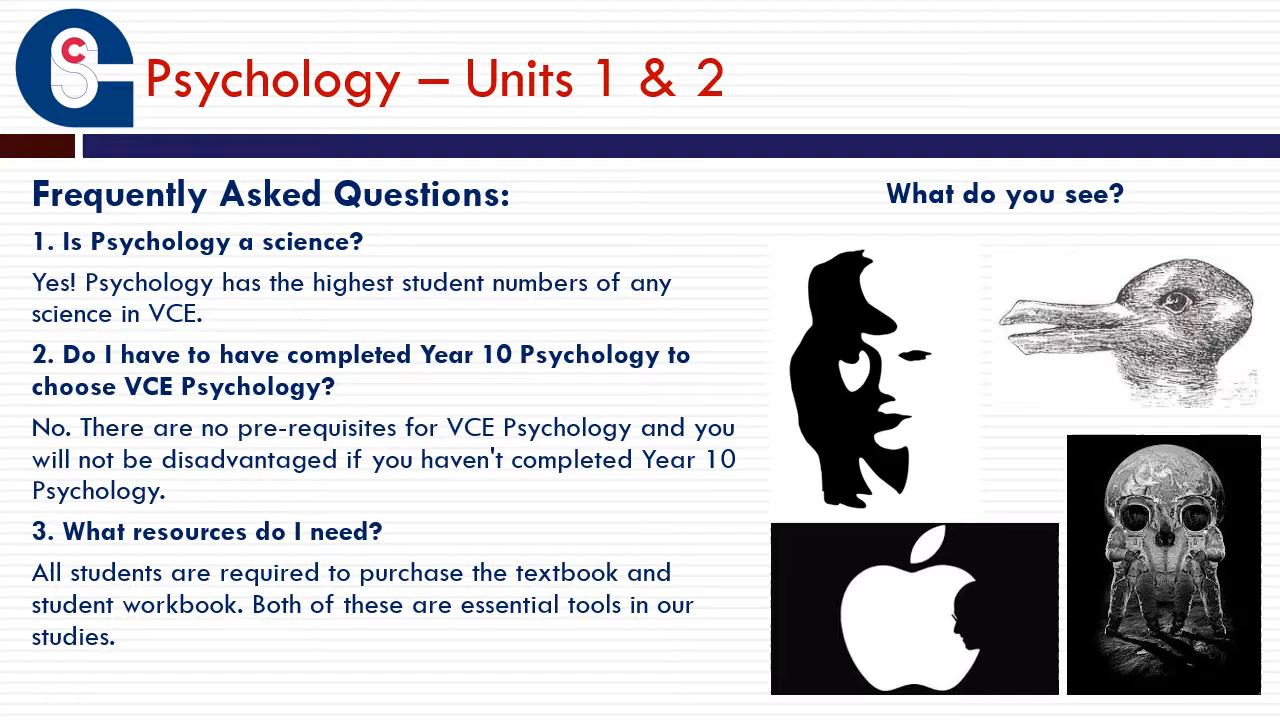 CS
Psychology – Units 1 & 2
Frequently Asked Questions:
1. Is Psychology a science?
Yes! Psychology has the highest student numbers of any
science in VCE.
2. Do I have to have completed Year 10 Psychology to
choose VCE Psychology?
No. There are no pre-requisites for VCE Psychology and you
will not be disadvantaged if you haven't completed Year 10
Psychology.
3. What resources do I need?
All students are required to purchase the textbook and
student workbook. Both of these are essential tools in our
studies.
What do you see?